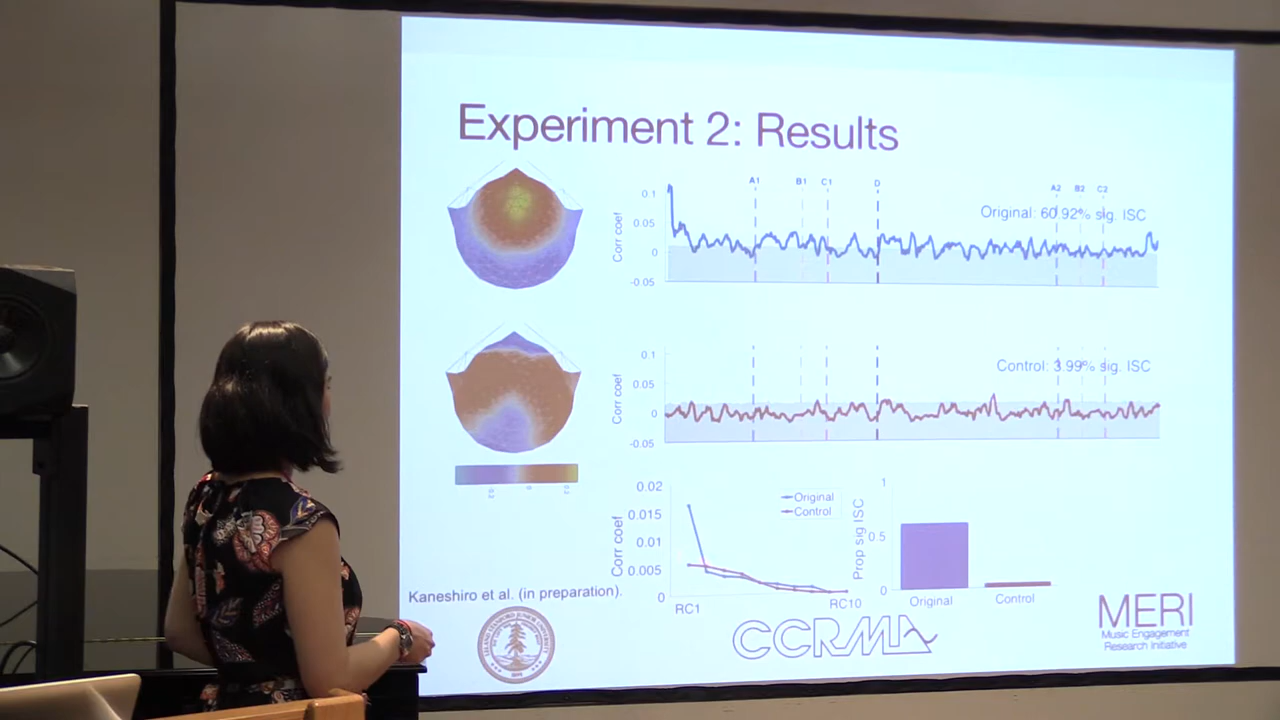 Experiment 2: Results
A1 B1 C1 D A2 B2 C2
0.1
0.05
0
-0.05
Corr coef
Original: 60.92% sig. ISC
0.1
0.05
0
-0.05
Corr coef
Control: 3.99% sig. ISC
0.02
0.015
0.01
0.005
0
Corr coef
Original
Control
RC1 RC10
1
0.5
0
Prop sig ISC
Original Control
Kaneshiro et al. (in preparation).
CCRMA
MERI
Music Engagement
Research Initiative